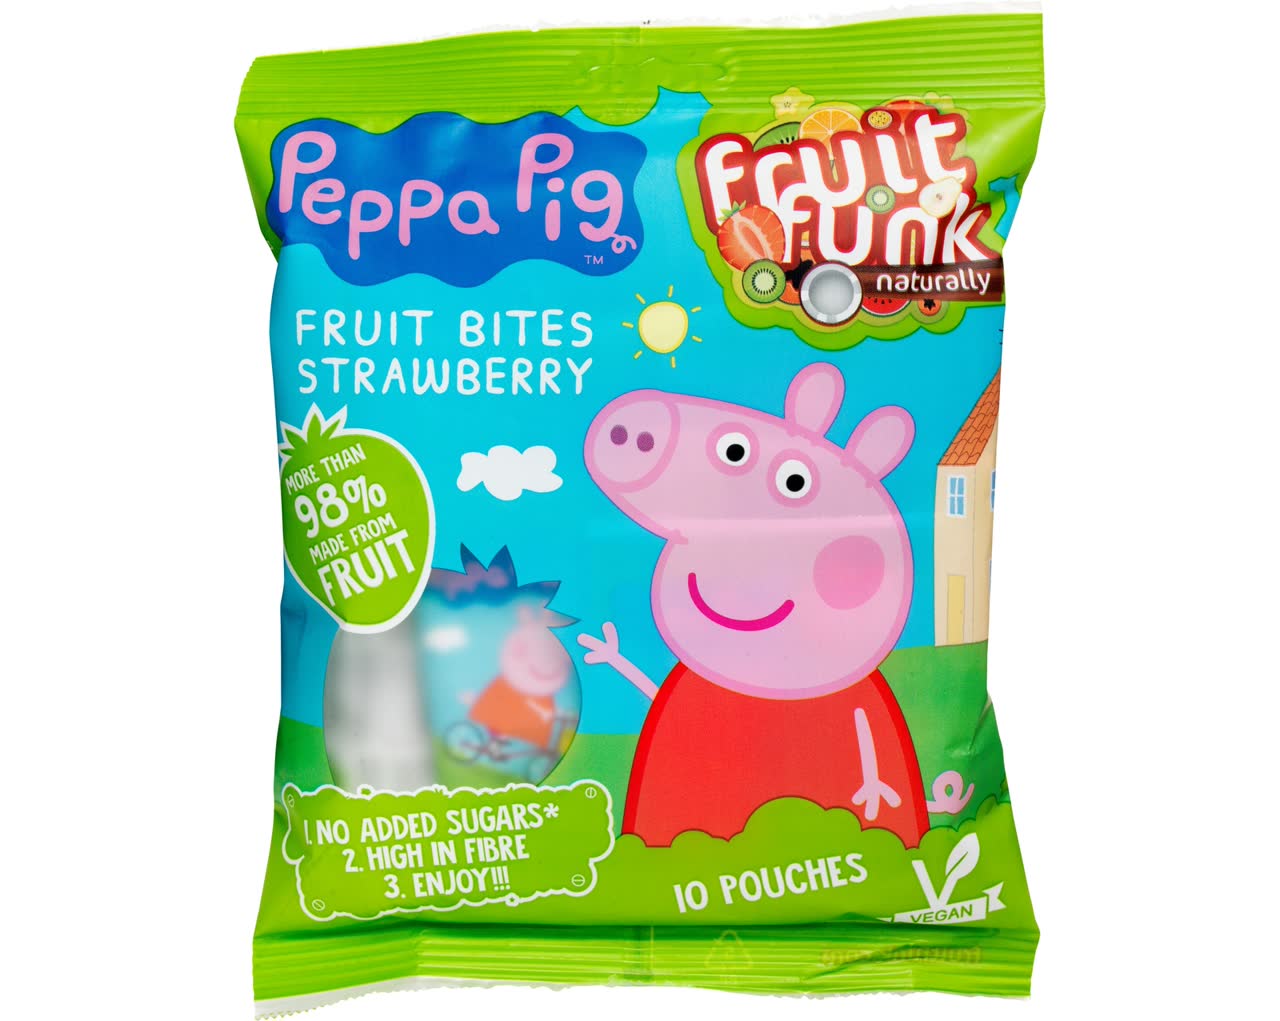 Peppa Pig
TM
fruit
funk
naturally
FRUIT BITES
STRAWBERRY
MORE THAN
98%
MADE FROM
FRUIT
1. NO ADDED SUGARS*
2. HIGH IN FIBRE
3. ENJOY!!!
10 POUCHES
VEGAN